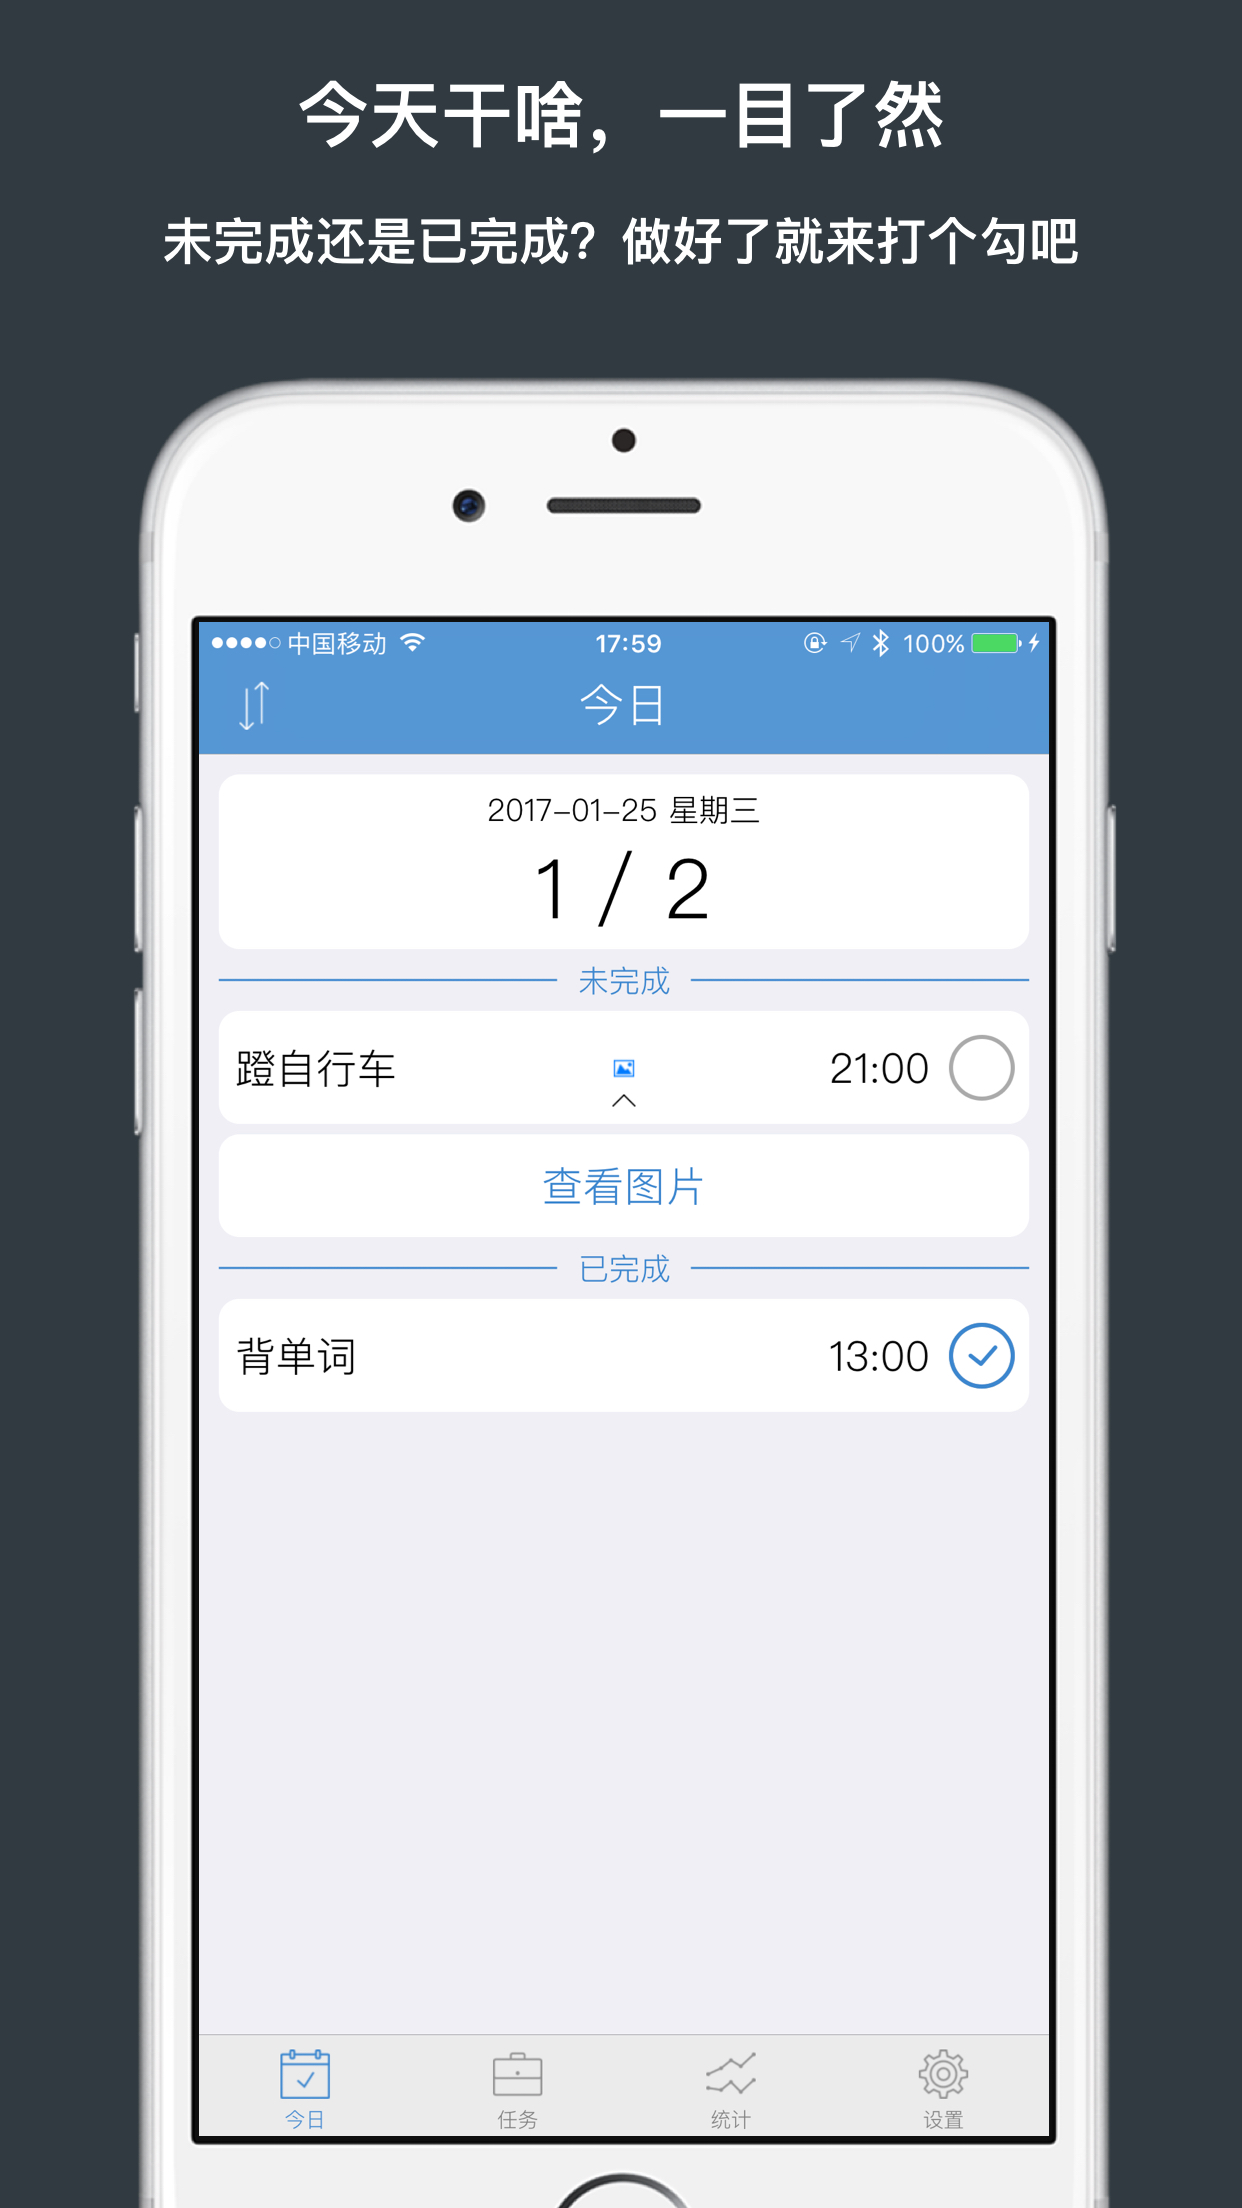 今天干啥，一目了然
未完成还是已完成？做好了就来打个勾吧
中国移动 17:59 100%
今日
2017-01-25 星期三
1 / 2
未完成
蹬自行车 21:00
查看图片
已完成
背单词 13:00
今日 任务 统计 设置